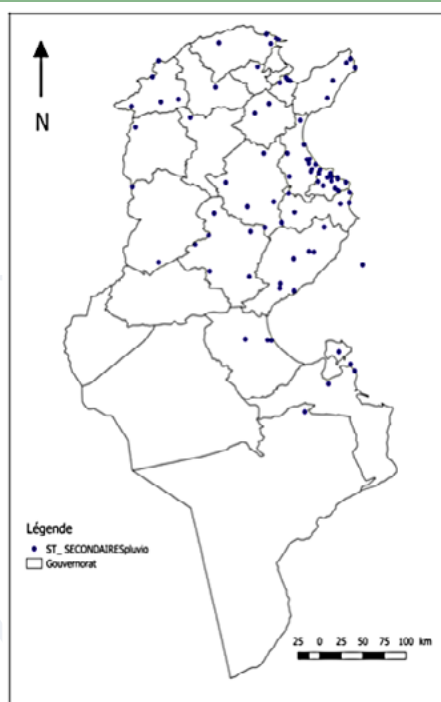 N
Légende
ST_ SECONDAIRESpluvio
Gouvernorat
25 0 25 50 75 100 km